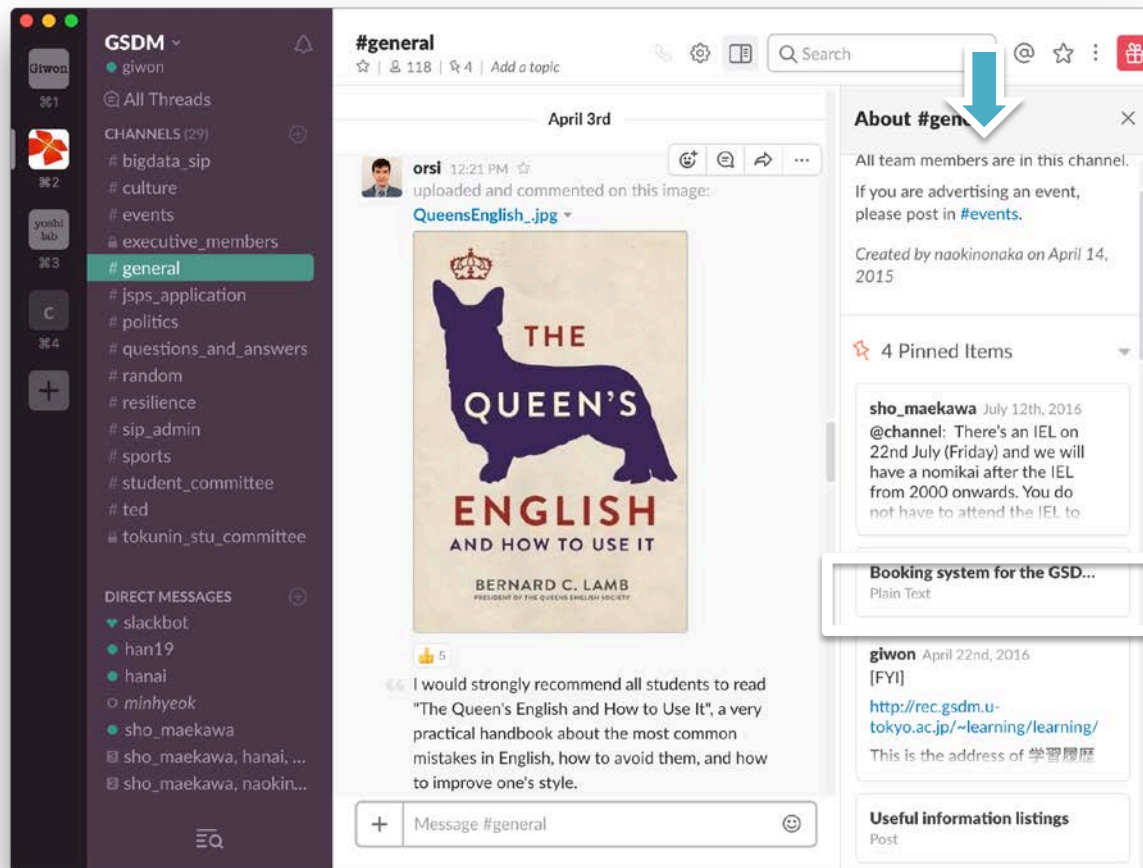 Giwon
⌘1
⌘2
yoshi
lab
⌘3
C
⌘4
GSDM
giwon
All Threads
CHANNELS (29)
# bigdata_sip
# culture
# events
executive_members
# general
# jsps_application
# politics
# questions_and_answers
# random
# resilience
# sip_admin
# sports
# student_committee
# ted
tokunin_stu_committee
DIRECT MESSAGES
slackbot
han19
hanai
minhyeok
sho_maekawa
sho_maekawa, hanai, ...
sho_maekawa, naokin...
#general
118 | 4 | Add a topic
Search
April 3rd
orsi 12:21 PM
uploaded and commented on this image:
QueensEnglish_.jpg
THE
QUEEN'S
ENGLISH
AND HOW TO USE IT
BERNARD C. LAMB
PRESIDENT OF THE QUEENS ENGLISH SOCIETY
5
I would strongly recommend all students to read
"The Queen's English and How to Use It", a very
practical handbook about the most common
mistakes in English, how to avoid them, and how
to improve one's style.
Message #general
About
All team members are in this channel.
If you are advertising an event,
please post in #events.
Created by naokinonaka on April 14,
2015
4 Pinned Items
sho_maekawa July 12th, 2016
@channel: There's an IEL on
22nd July (Friday) and we will
have a nomikai after the IEL
from 2000 onwards. You do
not have to attend the IEL to
Booking system for the GSD...
Plain Text
giwon April 22nd, 2016
[FYI]
http://rec.gsdm.u-
tokyo.ac.jp/~learning/learning/
This is the address of 学習履歴
Useful information listings
Post